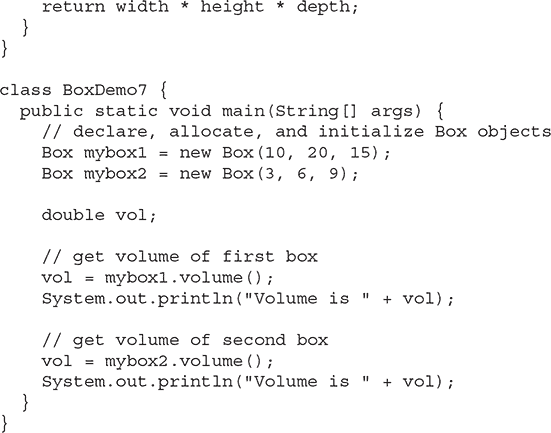 return width * height * depth;
  }
}

class BoxDemo7 {
  public static void main(String[] args) {
    // declare, allocate, and initialize Box objects
    Box mybox1 = new Box(10, 20, 15);
    Box mybox2 = new Box(3, 6, 9);

    double vol;

    // get volume of first box
    vol = mybox1.volume();
    System.out.println("Volume is " + vol);

    // get volume of second box
    vol = mybox2.volume();
    System.out.println("Volume is " + vol);
  }
}